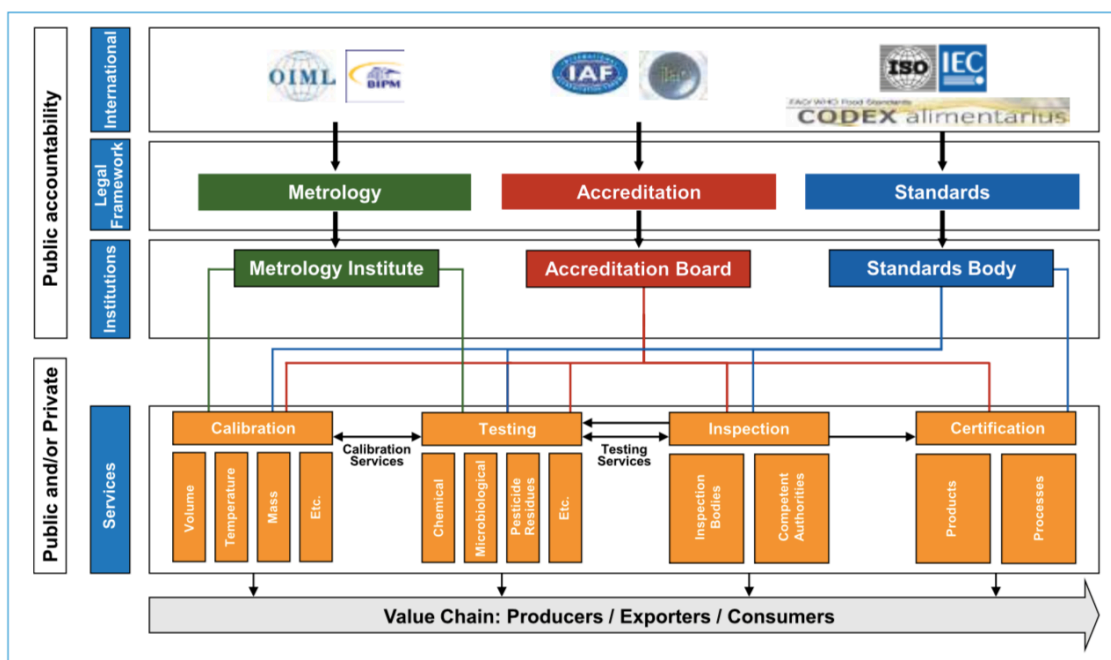 Public accountability
International
OIML
BIPM
IAF
ilac
ISO
IEC
FAO/WHO Food Standards
CODEX alimentarius
Legal
Framework
Metrology
Accreditation
Standards
Institutions
Metrology Institute
Accreditation Board
Standards Body
Public and/or Private
Services
Calibration
Testing
Inspection
Certification
Calibration
Services
Testing
Services
Volume
Temperature
Mass
Etc.
Chemical
Microbiological
Pesticide
Residues
Etc.
Inspection
Bodies
Competent
Authorities
Products
Processes
Value Chain: Producers / Exporters / Consumers